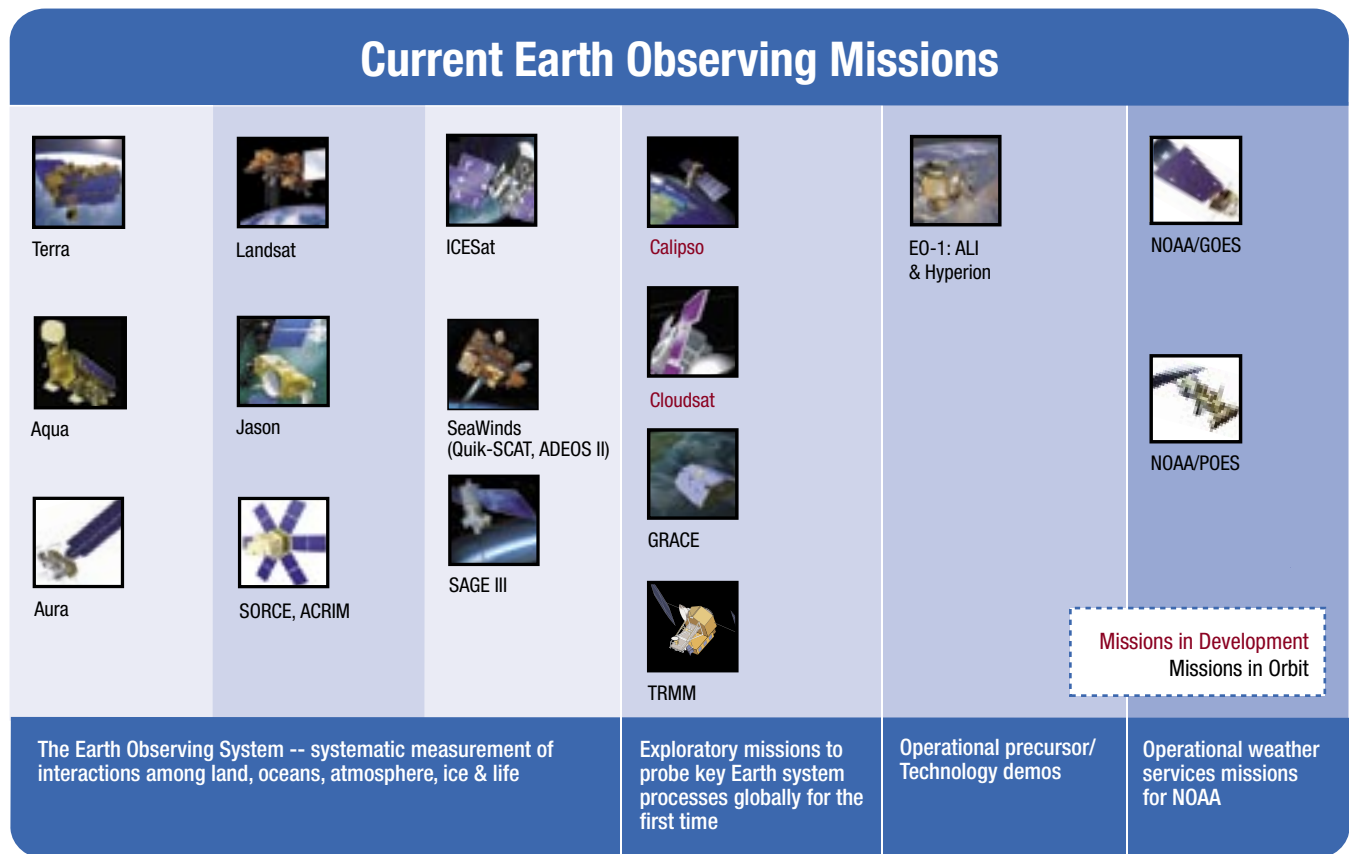 Current Earth Observing Missions
Terra
Landsat
ICESat
Calipso
EO-1: ALI
& Hyperion
NOAA/GOES
Aqua
Jason
SeaWinds
(Quik-SCAT, ADEOS II)
Cloudsat
NOAA/POES
GRACE
Aura
SORCE, ACRIM
SAGE III
TRMM
Missions in Development
Missions in Orbit
The Earth Observing System -- systematic measurement of
interactions among land, oceans, atmosphere, ice & life
Exploratory missions to
probe key Earth system
processes globally for the
first time
Operational precursor/
Technology demos
Operational weather
services missions
for NOAA